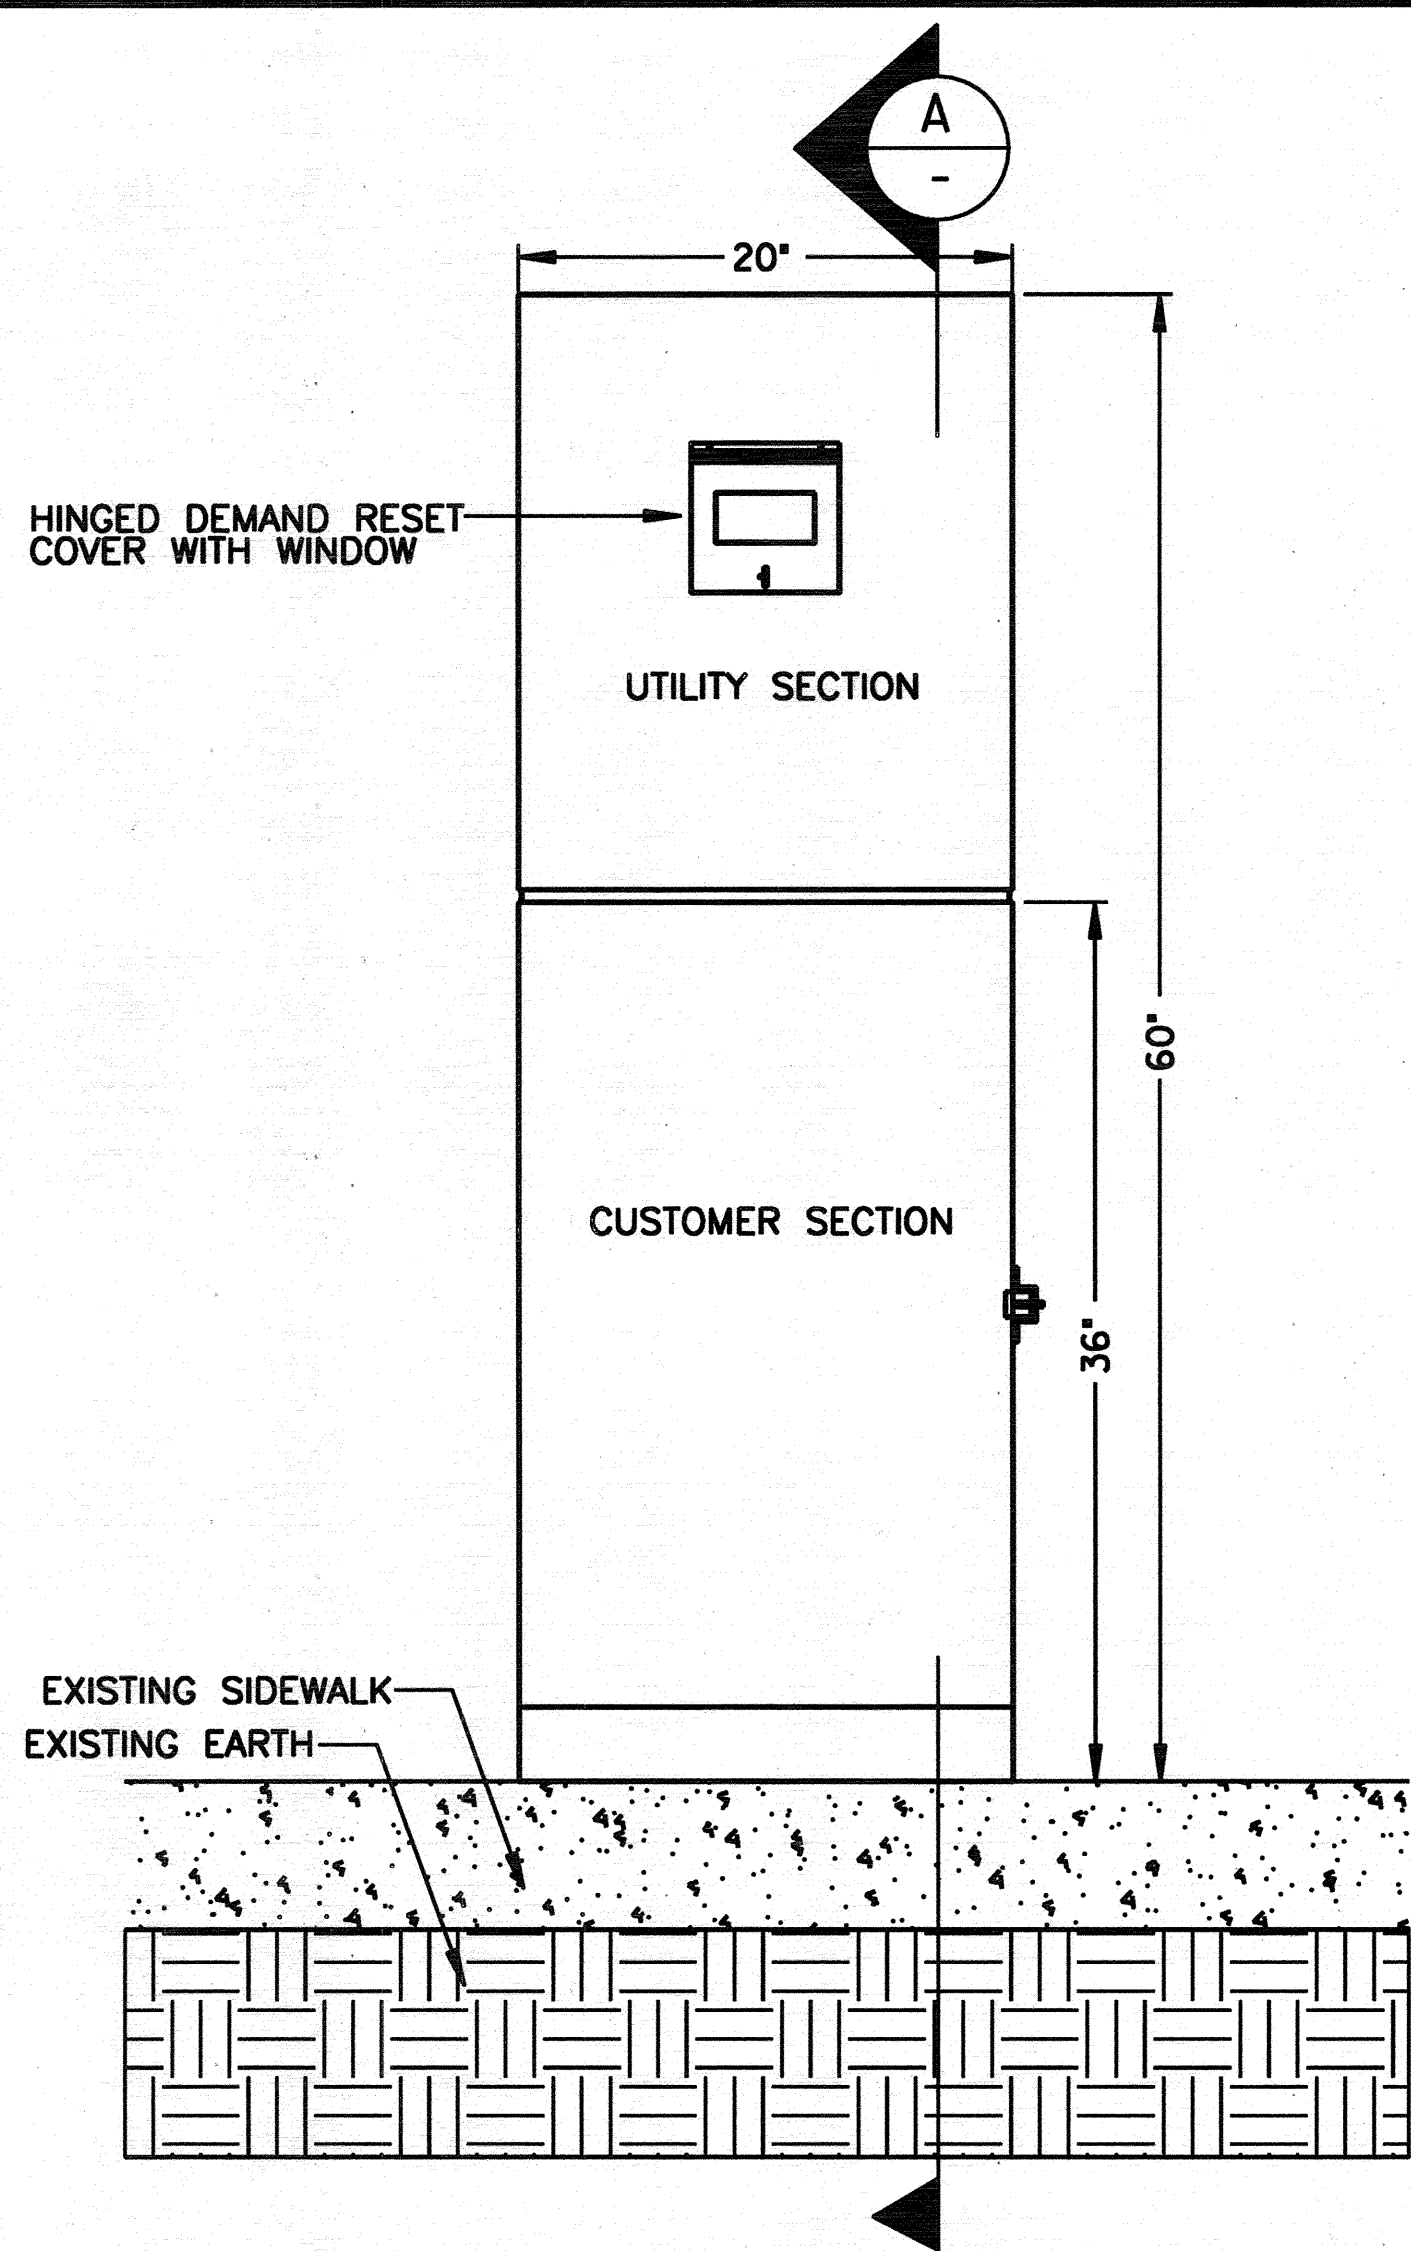 A
-
20"
HINGED DEMAND RESET
COVER WITH WINDOW
UTILITY SECTION
60"
CUSTOMER SECTION
36"
EXISTING SIDEWALK
EXISTING EARTH